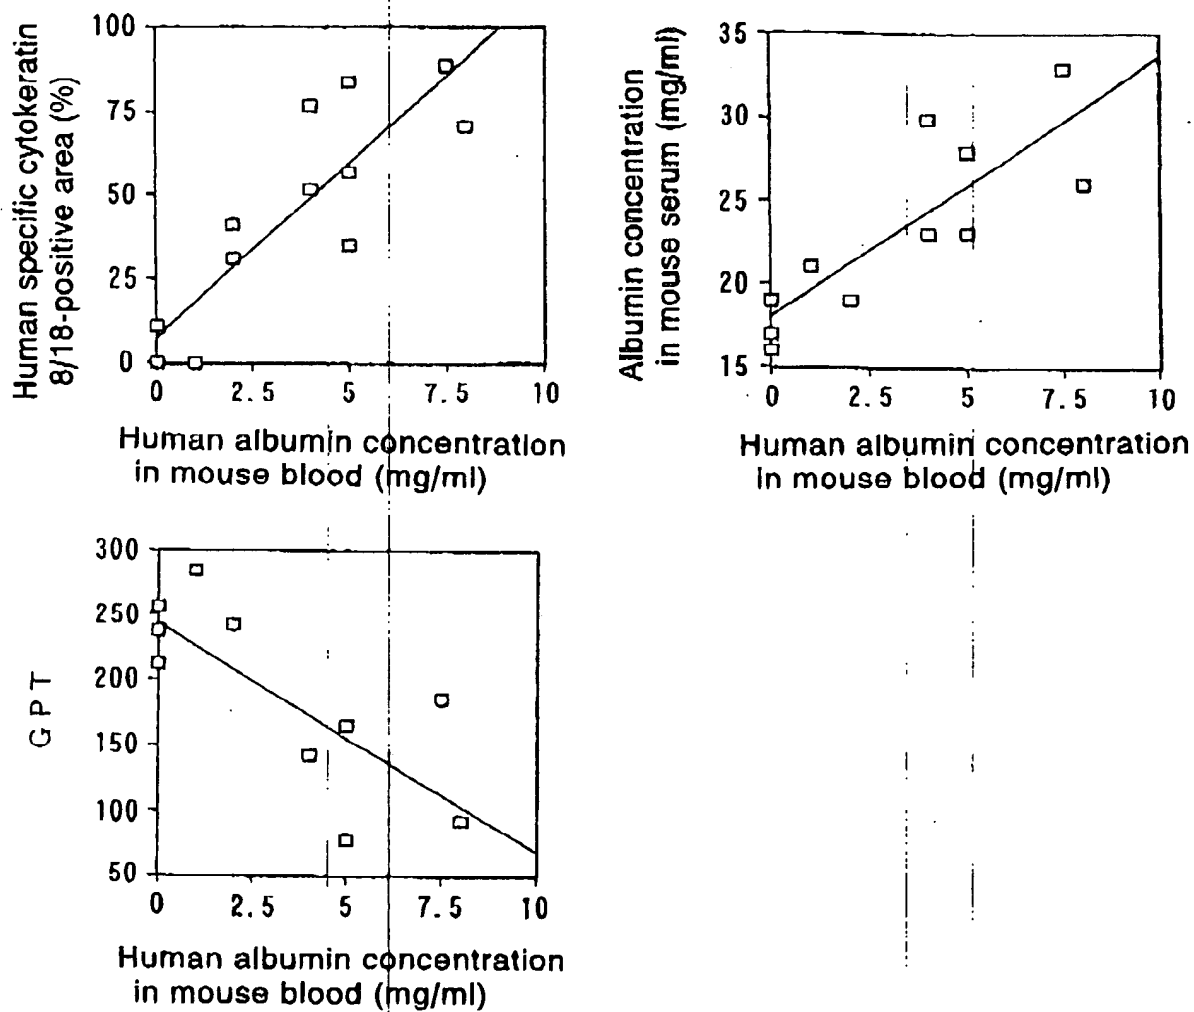 Human specific cytokeratin
8/18-positive area (%)
100
75
50
25
0
0 2.5 5 7.5 10
Human albumin concentration
in mouse blood (mg/ml)
Albumin concentration
in mouse serum (mg/ml)
35
30
25
20
15
0 2.5 5 7.5 10
Human albumin concentration
in mouse blood (mg/ml)
GPT
300
250
200
150
100
50
0 2.5 5 7.5 10
Human albumin concentration
in mouse blood (mg/ml)